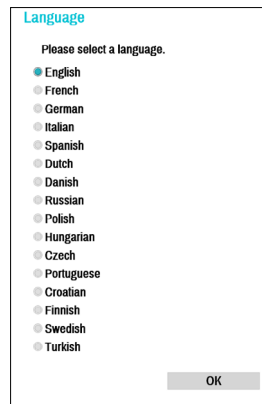 Language
Please select a language.
English
French
German
Italian
Spanish
Dutch
Danish
Russian
Polish
Hungarian
Czech
Portuguese
Croatian
Finnish
Swedish
Turkish
OK